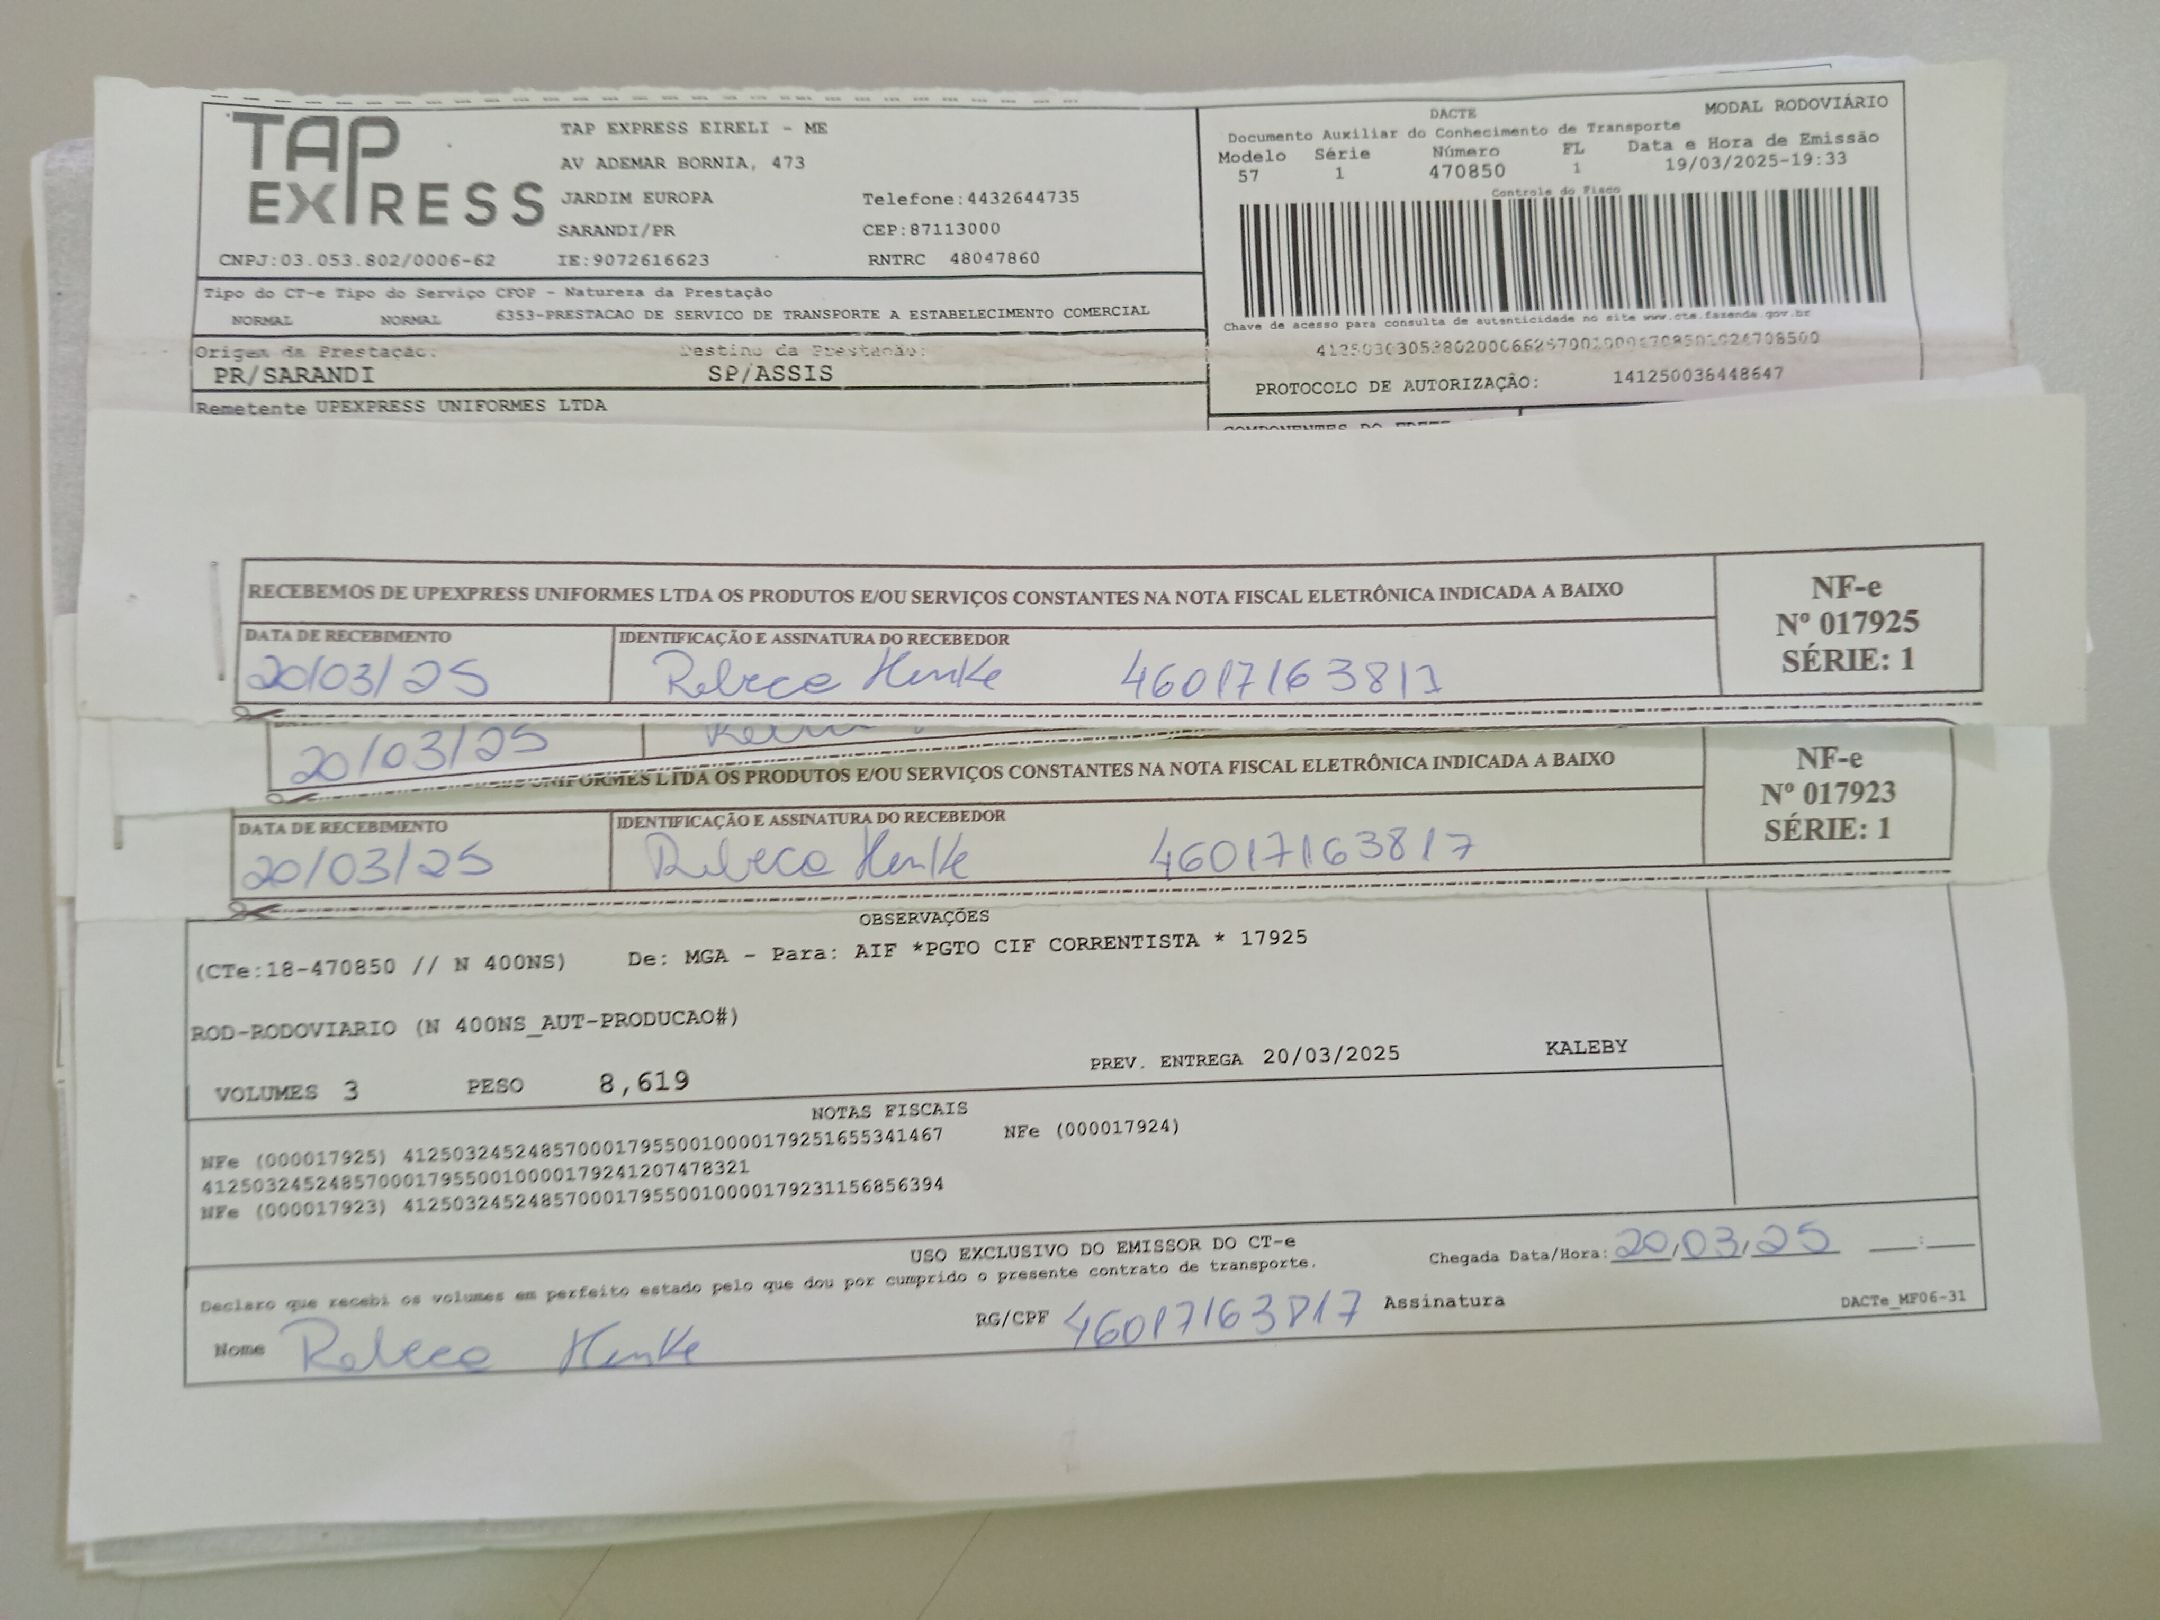 TAP EXPRESS
TAP EXPRESS EIRELI - ME
AV ADEMAR BORNIA, 473
JARDIM EUROPA Telefone:4432644735
SARANDI/PR CEP:87113000
CNPJ:03.053.802/0006-62 IE:9072616623 RNTRC 48047860
DACTE MODAL RODOVIÁRIO
Documento Auxiliar do Conhecimento de Transporte
Modelo Série Número FL Data e Hora de Emissão
57 1 470850 1 19/03/2025-19:33
Controle do Fisco
Chave de acesso para consulta de autenticidade no site www.cte.fazenda.gov.br
PROTOCOLO DE AUTORIZAÇÃO: 141250036448647
Tipo do CT-e Tipo do Serviço CFOP - Natureza da Prestação
NORMAL NORMAL 6353-PRESTACAO DE SERVICO DE TRANSPORTE A ESTABELECIMENTO COMERCIAL
Origem da Prestação: Destino da Prestação:
PR/SARANDI SP/ASSIS
Remetente UPEXPRESS UNIFORMES LTDA
RECEBEMOS DE UPEXPRESS UNIFORMES LTDA OS PRODUTOS E/OU SERVIÇOS CONSTANTES NA NOTA FISCAL ELETRÔNICA INDICADA A BAIXO
NF-e
Nº 017925
SÉRIE: 1
DATA DE RECEBIMENTO IDENTIFICAÇÃO E ASSINATURA DO RECEBEDOR
20/03/25 Rebeca Henke 46017163817
20/03/25
UNIFORMES LTDA OS PRODUTOS E/OU SERVIÇOS CONSTANTES NA NOTA FISCAL ELETRÔNICA INDICADA A BAIXO
NF-e
Nº 017923
SÉRIE: 1
DATA DE RECEBIMENTO IDENTIFICAÇÃO E ASSINATURA DO RECEBEDOR
20/03/25 Rebeca Henke 46017163817
OBSERVAÇÕES
(CTe:18-470850 // N 400NS) De: MGA - Para: AIF *PGTO CIF CORRENTISTA * 17925
ROD-RODOVIARIO (N 400NS_AUT-PRODUCAO#)
PREV. ENTREGA 20/03/2025 KALEBY
VOLUMES 3 PESO 8,619
NOTAS FISCAIS
NFe (000017925) 41250324524857000179550010000179251655341467 NFe (000017924)
41250324524857000179550010000179241207478321
NFe (000017923) 41250324524857000179550010000179231156856394
USO EXCLUSIVO DO EMISSOR DO CT-e
Chegada Data/Hora: 20/03/25 __:__
Declaro que recebi os volumes em perfeito estado pelo que dou por cumprido o presente contrato de transporte.
Nome Rebeca Henke RG/CPF 46017163817 Assinatura
DACTe_MF06-31